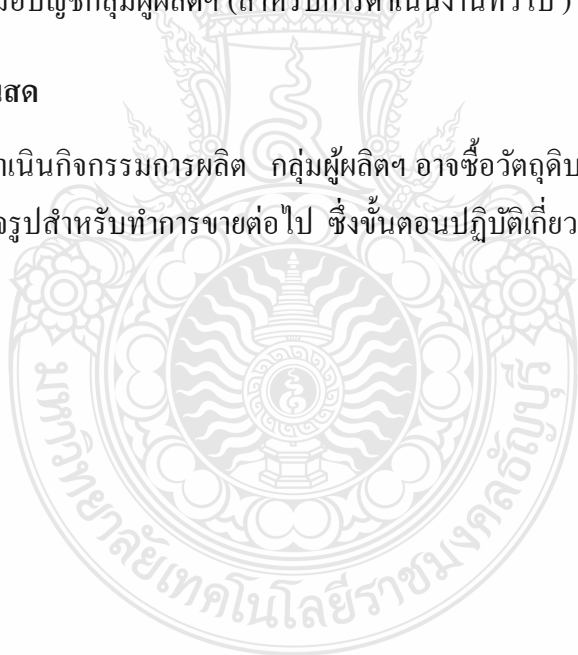 มือบัญชีกลุ่มผู้ผลิตฯ (สำหรับการดำเนินงานทั่วไป)
นสด
าเนินกิจกรรมการผลิต กลุ่มผู้ผลิตฯ อาจซื้อวัตถุดิบ
จรูปสำหรับทำการขายต่อไป ซึ่งขั้นตอนปฏิบัติเกี่ยว
มหาวิทยาลัยเทคโนโลยีราชมงคลธัญบุรี